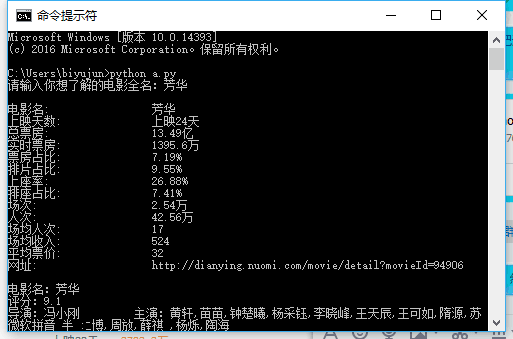 命令提示符
Microsoft Windows [版本 10.0.14393]
(c) 2016 Microsoft Corporation。保留所有权利。
C:\Users\biyujun>python a.py
请输入你想了解的电影全名：芳华
电影名: 芳华
上映天数: 上映24天
总票房: 13.49亿
实时票房: 1395.6万
票房占比: 7.19%
排片占比: 9.55%
上座率: 26.88%
排座占比: 7.41%
场次: 2.54万
人次: 42.56万
场均人次: 17
场均收入: 524
平均票价: 32
网址: http://dianying.nuomi.com/movie/detail?movieId=94906
电影名：芳华
评分：9.1
导演：冯小刚 主演：黄轩,苗苗,钟楚曦,杨采钰,李晓峰,王天辰,王可如,隋源,苏
微软拼音 半 :博,周放,薛祺 ,杨烁,陶海